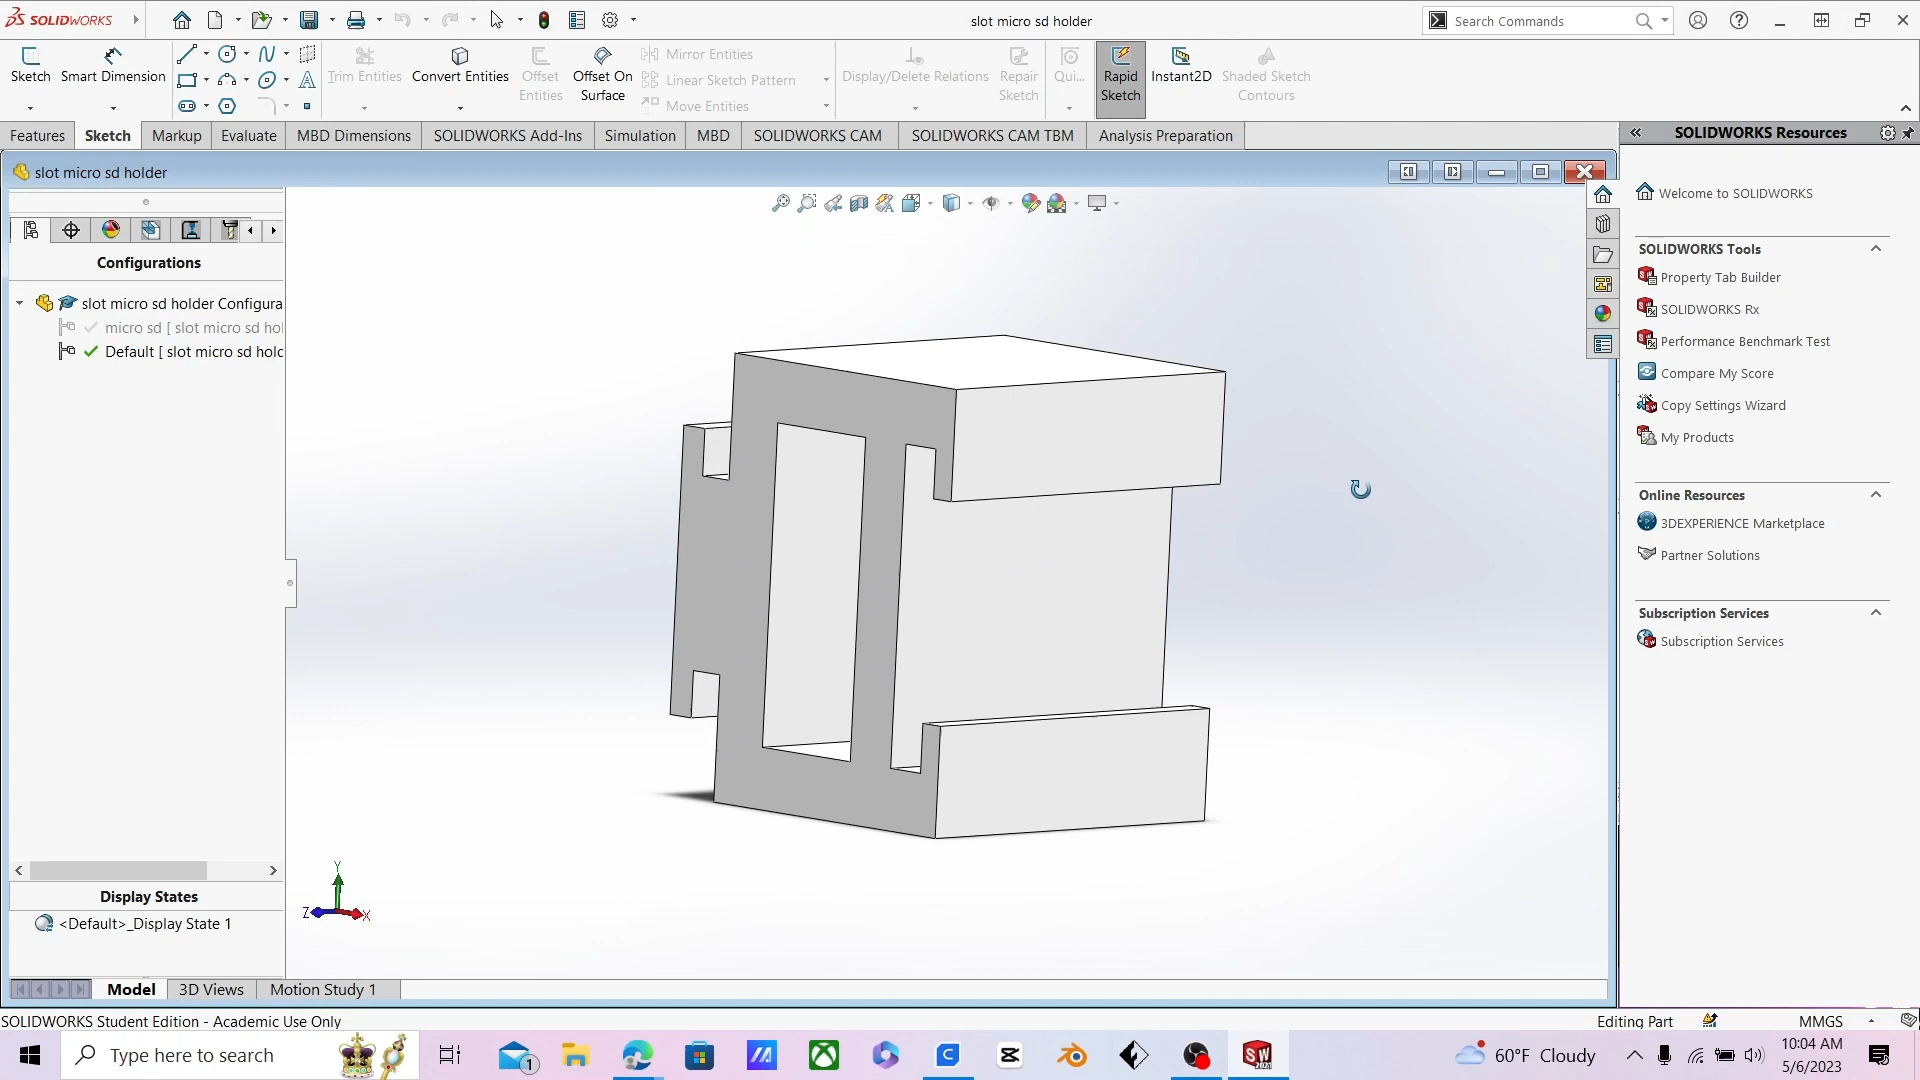 SOLIDWORKS
slot micro sd holder
Search Commands
Sketch
Smart Dimension
Trim Entities
Convert Entities
Offset Entities
Offset On Surface
Mirror Entities
Linear Sketch Pattern
Move Entities
Display/Delete Relations
Repair Sketch
Qui...
Rapid Sketch
Instant2D
Shaded Sketch Contours
Features
Sketch
Markup
Evaluate
MBD Dimensions
SOLIDWORKS Add-Ins
Simulation
MBD
SOLIDWORKS CAM
SOLIDWORKS CAM TBM
Analysis Preparation
SOLIDWORKS Resources
slot micro sd holder
Configurations
slot micro sd holder Configura
micro sd [ slot micro sd hol
Default [ slot micro sd holc
Display States
<Default>_Display State 1
Y
Z
X
Welcome to SOLIDWORKS
SOLIDWORKS Tools
Property Tab Builder
SOLIDWORKS Rx
Performance Benchmark Test
Compare My Score
Copy Settings Wizard
My Products
Online Resources
3DEXPERIENCE Marketplace
Partner Solutions
Subscription Services
Subscription Services
Model
3D Views
Motion Study 1
SOLIDWORKS Student Edition - Academic Use Only
Editing Part
MMGS
Type here to search
1
SW
2021
60°F Cloudy
10:04 AM
5/6/2023